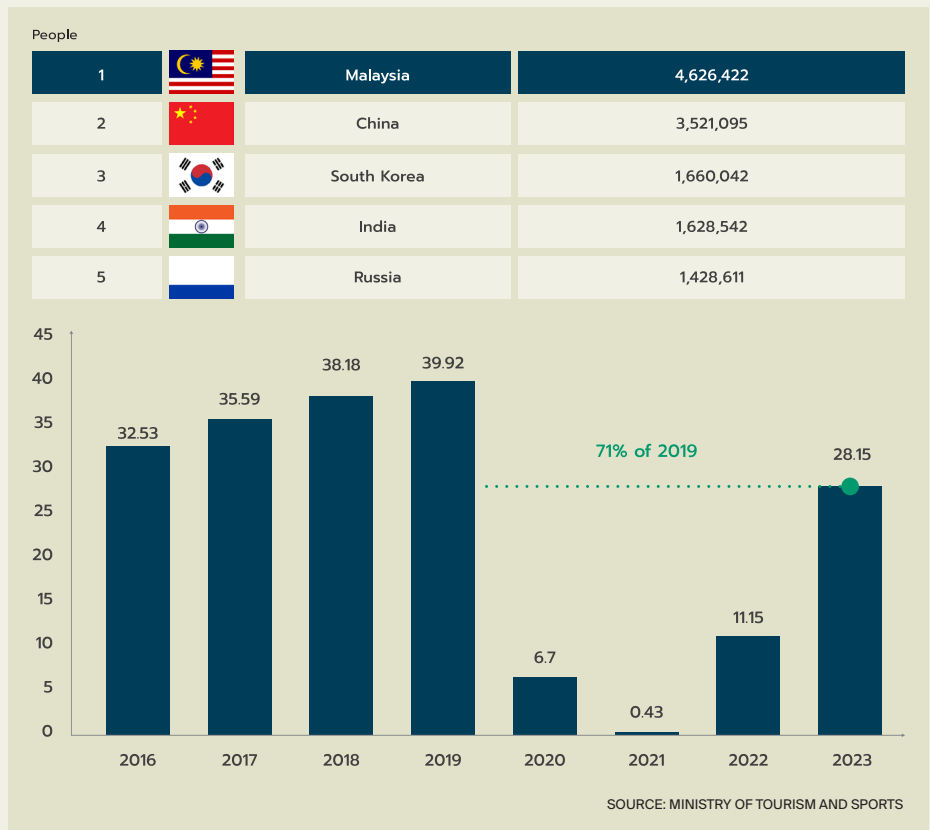 People
1 Malaysia 4,626,422
2 China 3,521,095
3 South Korea 1,660,042
4 India 1,628,542
5 Russia 1,428,611
45
40
35
30
25
20
15
10
5
0
32.53
35.59
38.18
39.92
6.7
0.43
11.15
28.15
71% of 2019
2016 2017 2018 2019 2020 2021 2022 2023
SOURCE: MINISTRY OF TOURISM AND SPORTS